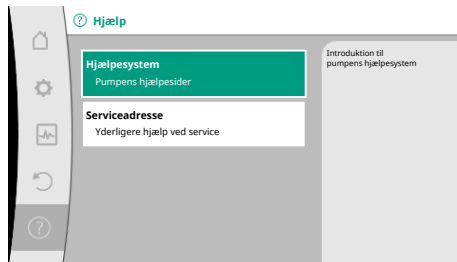 Hjælp
Hjælpesystem
Pumpens hjælpesider
Serviceadresse
Yderligere hjælp ved service
Introduktion til
pumpens hjælpesystem